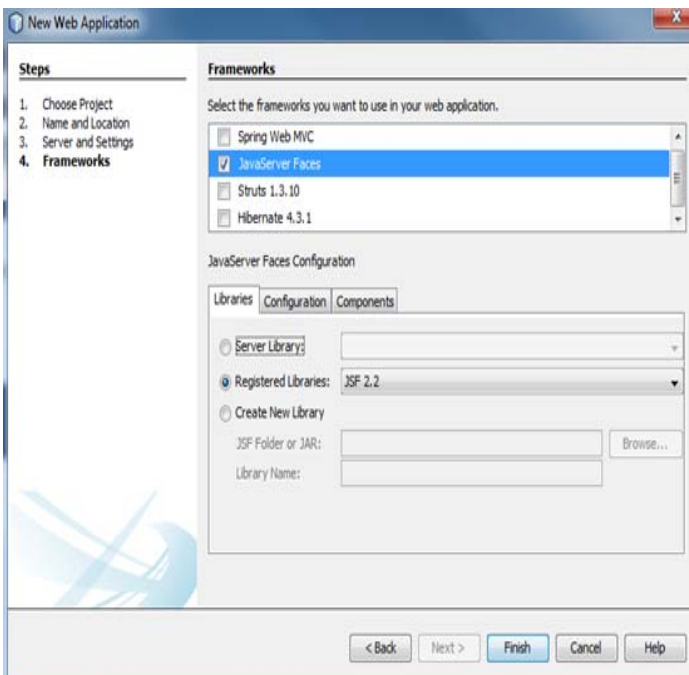 New Web Application
Steps
1. Choose Project
2. Name and Location
3. Server and Settings
4. Frameworks
Frameworks
Select the frameworks you want to use in your web application.
Spring Web MVC
JavaServer Faces
Struts 1.3.10
Hibernate 4.3.1
JavaServer Faces Configuration
Libraries Configuration Components
Server Library:
Registered Libraries: JSF 2.2
Create New Library
JSF Folder or JAR: Browse...
Library Name:
< Back Next > Finish Cancel Help